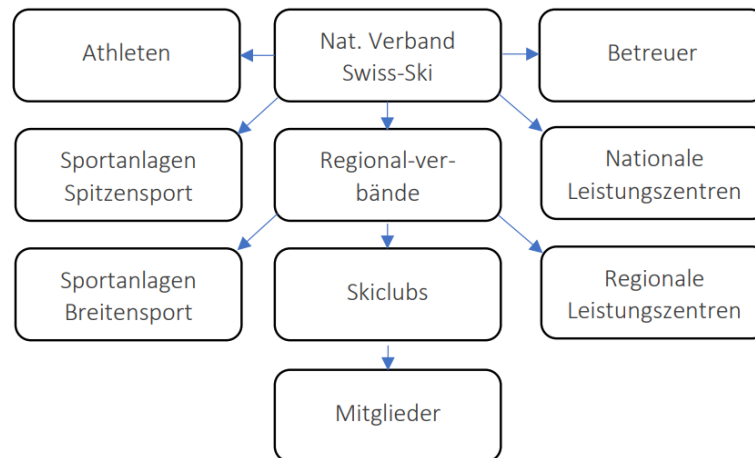 Athleten
Nat. Verband
Swiss-Ski
Betreuer
Sportanlagen
Spitzensport
Regional-ver-
bände
Nationale
Leistungszentren
Sportanlagen
Breitensport
Skiclubs
Regionale
Leistungszentren
Mitglieder